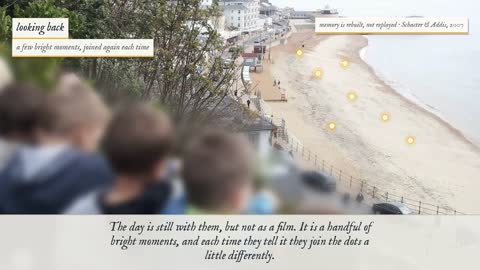 looking back
a few bright moments, joined again each time
memory is rebuilt, not replayed · Schacter & Addis, 2007
The day is still with them, but not as a film. It is a handful of
bright moments, and each time they tell it they join the dots a
little differently.